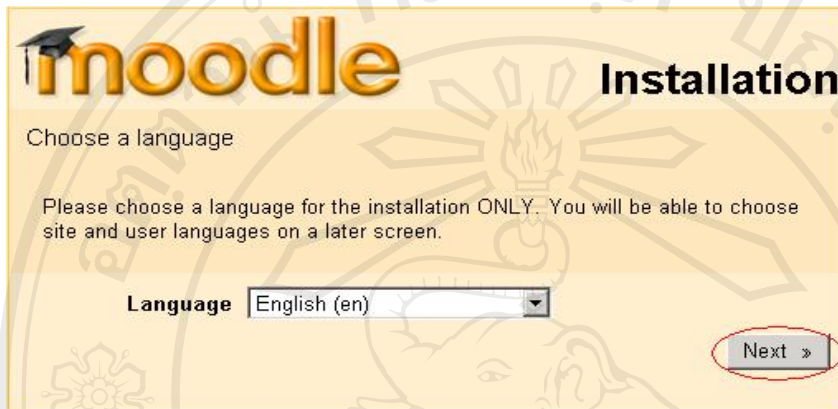 moodle
Installation
Choose a language
Please choose a language for the installation ONLY. You will be able to choose
site and user languages on a later screen.
Language English (en)
Next »